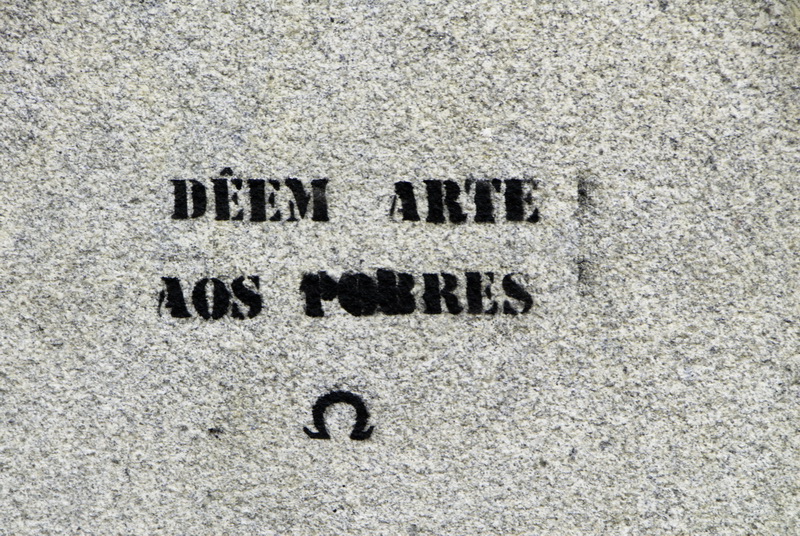 DÊEM ARTE
AOS POBRES
Ω